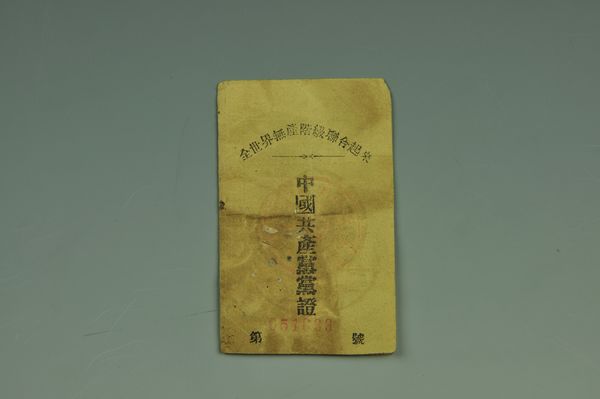 全世界無產階級聯合起來
中國共產黨黨證
第 號